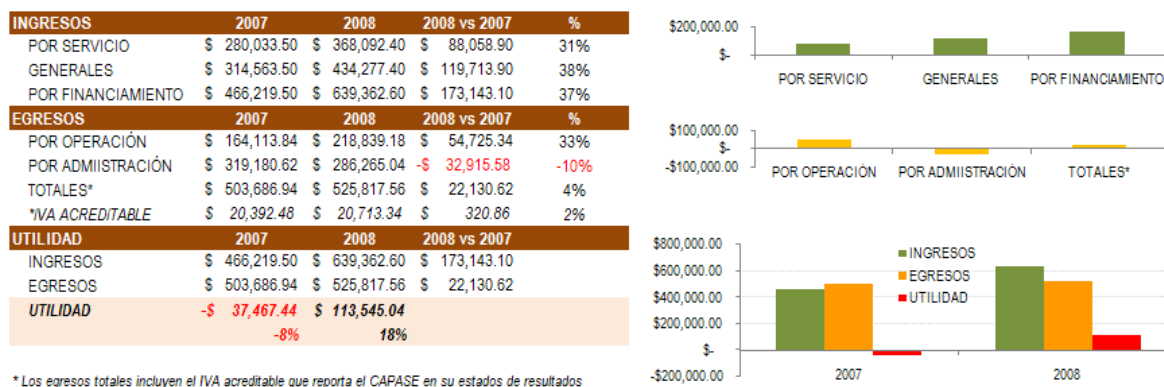 INGRESOS 2007 2008 2008 vs 2007 %
POR SERVICIO $ 280,033.50 $ 368,092.40 $ 88,058.90 31%
GENERALES $ 314,563.50 $ 434,277.40 $ 119,713.90 38%
POR FINANCIAMIENTO $ 466,219.50 $ 639,362.60 $ 173,143.10 37%
EGRESOS 2007 2008 2008 vs 2007 %
POR OPERACIÓN $ 164,113.84 $ 218,839.18 $ 54,725.34 33%
POR ADMIISTRACIÓN $ 319,180.62 $ 286,265.04 -$ 32,915.58 -10%
TOTALES* $ 503,686.94 $ 525,817.56 $ 22,130.62 4%
*IVA ACREDITABLE $ 20,392.48 $ 20,713.34 $ 320.86 2%
UTILIDAD 2007 2008 2008 vs 2007
INGRESOS $ 466,219.50 $ 639,362.60 $ 173,143.10
EGRESOS $ 503,686.94 $ 525,817.56 $ 22,130.62
UTILIDAD -$ 37,467.44 $ 113,545.04
-8% 18%
* Los egresos totales incluyen el IVA acreditable que reporta el CAPASE en su estados de resultados
$200,000.00
$-
POR SERVICIO GENERALES POR FINANCIAMIENTO
$100,000.00
$-
-$100,000.00
POR OPERACIÓN POR ADMIISTRACIÓN TOTALES*
$800,000.00
$600,000.00
$400,000.00
$200,000.00
$-
-$200,000.00
INGRESOS
EGRESOS
UTILIDAD
2007 2008